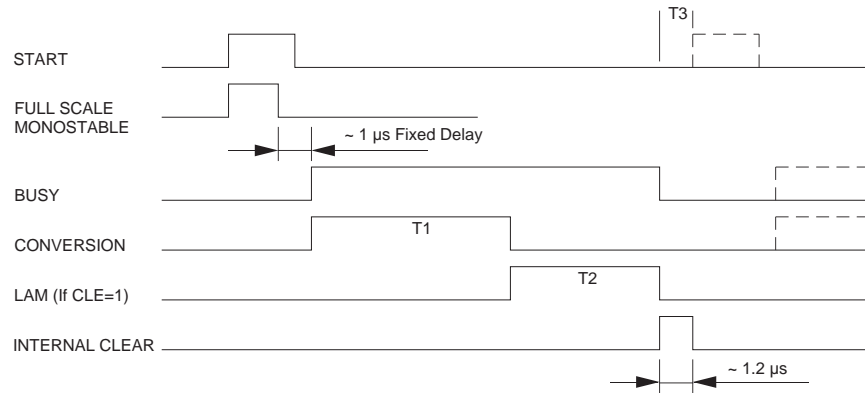 T3
START
FULL SCALE
MONOSTABLE
~ 1 µs Fixed Delay
BUSY
CONVERSION
T1
LAM (If CLE=1)
T2
INTERNAL CLEAR
~ 1.2 µs